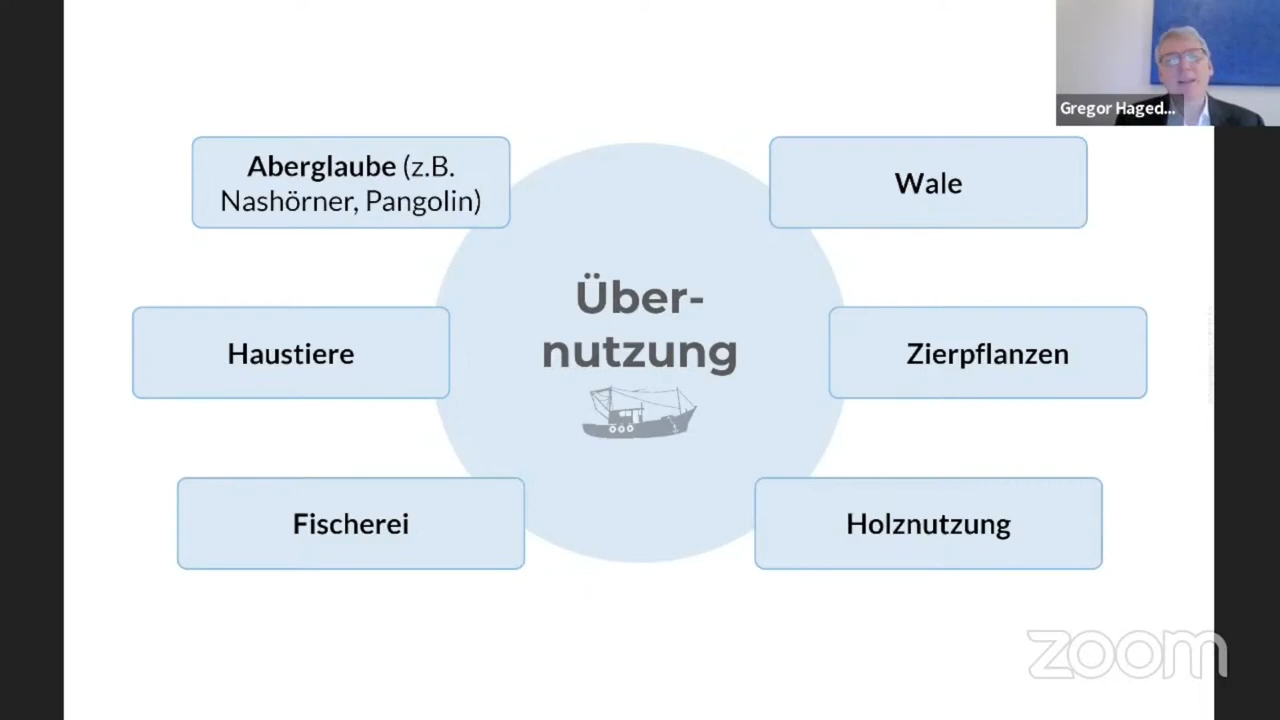 Gregor Haged...
Aberglaube (z.B.
Nashörner, Pangolin)
Wale
Über-
nutzung
Haustiere
Zierpflanzen
Fischerei
Holznutzung
zoom